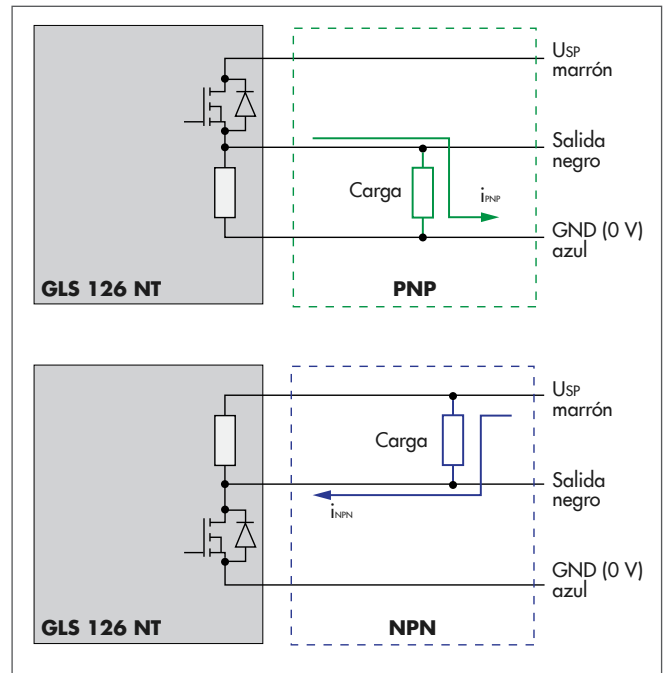 USP
marrón
Salida
negro
Carga
iPNP
GND (0 V)
azul
GLS 126 NT
PNP
USP
marrón
Carga
Salida
negro
iNPN
GND (0 V)
azul
GLS 126 NT
NPN